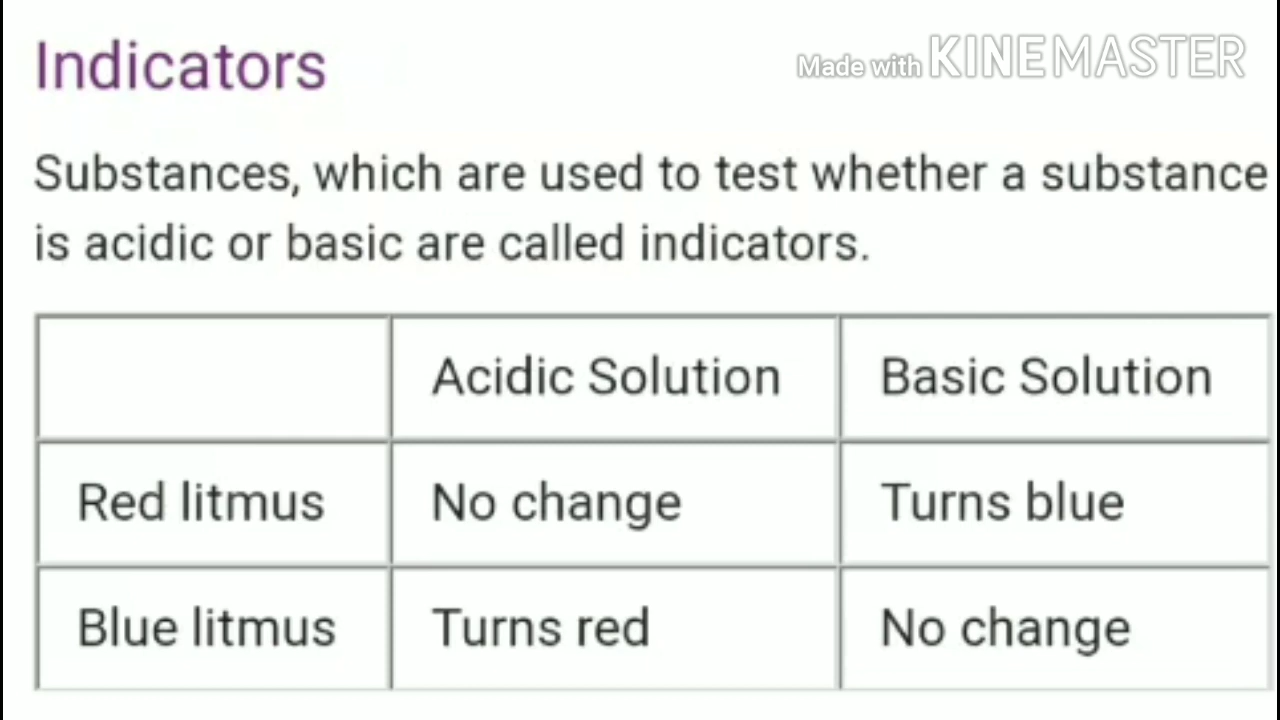 Indicators
Made with KINEMASTER
Substances, which are used to test whether a substance
is acidic or basic are called indicators.
Acidic Solution Basic Solution
Red litmus No change Turns blue
Blue litmus Turns red No change